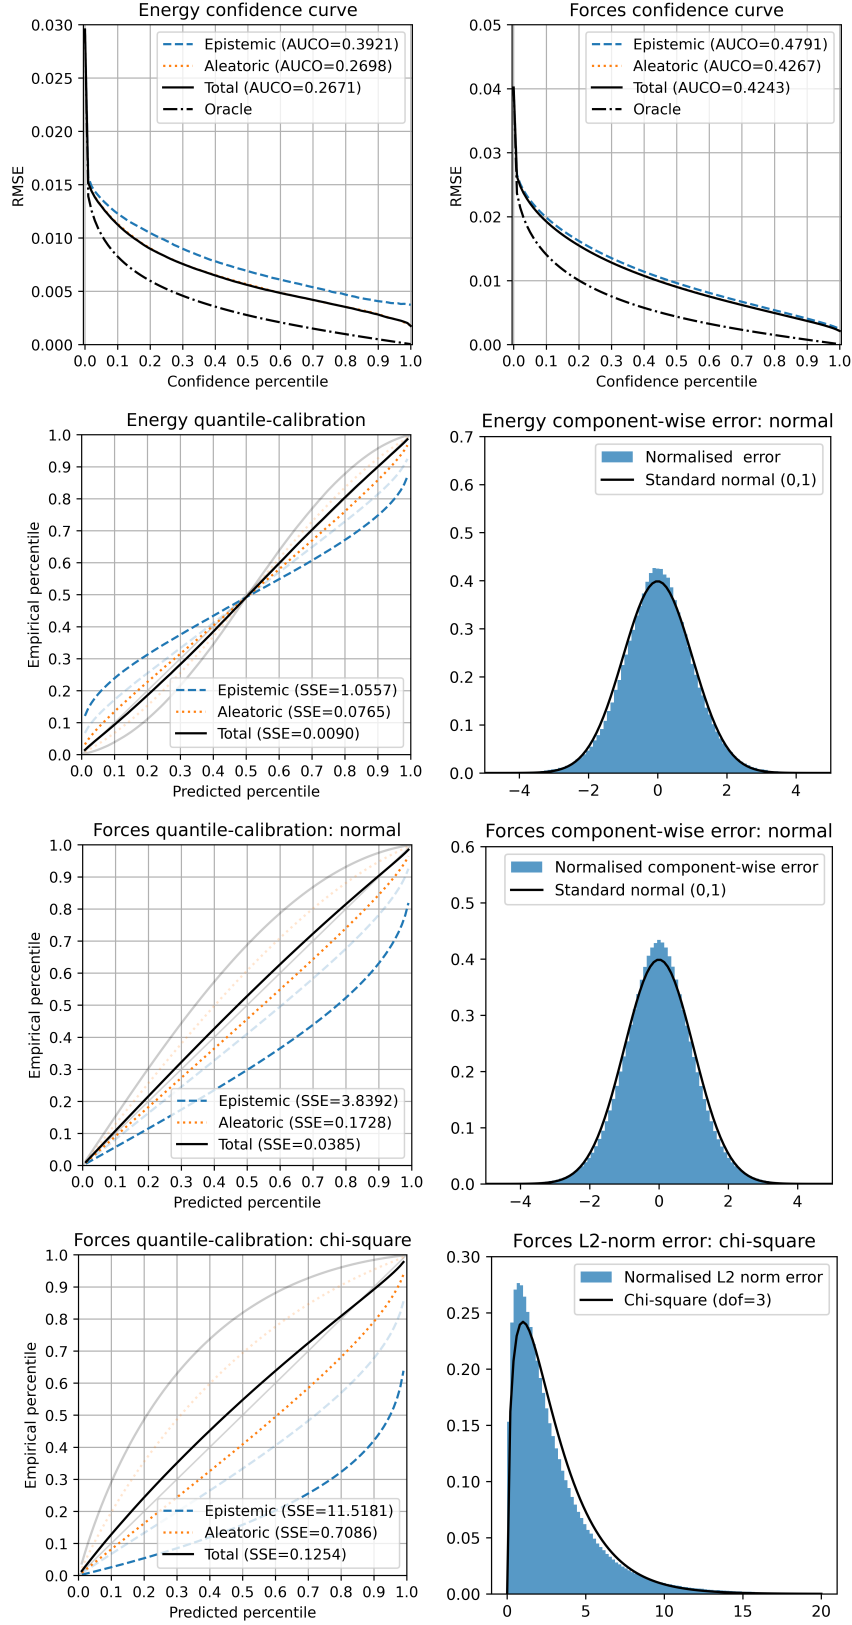 Energy confidence curve
0.030
0.025
0.020
0.015
0.010
0.005
0.000
RMSE
Epistemic (AUCO=0.3921)
Aleatoric (AUCO=0.2698)
Total (AUCO=0.2671)
Oracle
0.0 0.1 0.2 0.3 0.4 0.5 0.6 0.7 0.8 0.9 1.0
Confidence percentile
Forces confidence curve
0.05
0.04
0.03
0.02
0.01
0.00
RMSE
Epistemic (AUCO=0.4791)
Aleatoric (AUCO=0.4267)
Total (AUCO=0.4243)
Oracle
0.0 0.1 0.2 0.3 0.4 0.5 0.6 0.7 0.8 0.9 1.0
Confidence percentile
Energy quantile-calibration
1.0
0.9
0.8
0.7
0.6
0.5
0.4
0.3
0.2
0.1
0.0
Empirical percentile
Epistemic (SSE=1.0557)
Aleatoric (SSE=0.0765)
Total (SSE=0.0090)
0.0 0.1 0.2 0.3 0.4 0.5 0.6 0.7 0.8 0.9 1.0
Predicted percentile
Energy component-wise error: normal
0.7
0.6
0.5
0.4
0.3
0.2
0.1
0.0
Normalised error
Standard normal (0,1)
−4 −2 0 2 4
Forces quantile-calibration: normal
1.0
0.9
0.8
0.7
0.6
0.5
0.4
0.3
0.2
0.1
0.0
Empirical percentile
Epistemic (SSE=3.8392)
Aleatoric (SSE=0.1728)
Total (SSE=0.0385)
0.0 0.1 0.2 0.3 0.4 0.5 0.6 0.7 0.8 0.9 1.0
Predicted percentile
Forces component-wise error: normal
0.6
0.5
0.4
0.3
0.2
0.1
0.0
Normalised component-wise error
Standard normal (0,1)
−4 −2 0 2 4
Forces quantile-calibration: chi-square
1.0
0.9
0.8
0.7
0.6
0.5
0.4
0.3
0.2
0.1
0.0
Empirical percentile
Epistemic (SSE=11.5181)
Aleatoric (SSE=0.7086)
Total (SSE=0.1254)
0.0 0.1 0.2 0.3 0.4 0.5 0.6 0.7 0.8 0.9 1.0
Predicted percentile
Forces L2-norm error: chi-square
0.30
0.25
0.20
0.15
0.10
0.05
0.00
Normalised L2 norm error
Chi-square (dof=3)
0 5 10 15 20